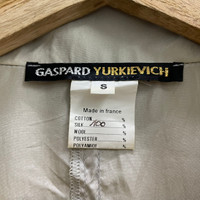 GASPARD YURKIEVICH
S
Made in france
COTTON %
SILK 100 %
WOOL %
POLYESTER %
POLYAMIDE %